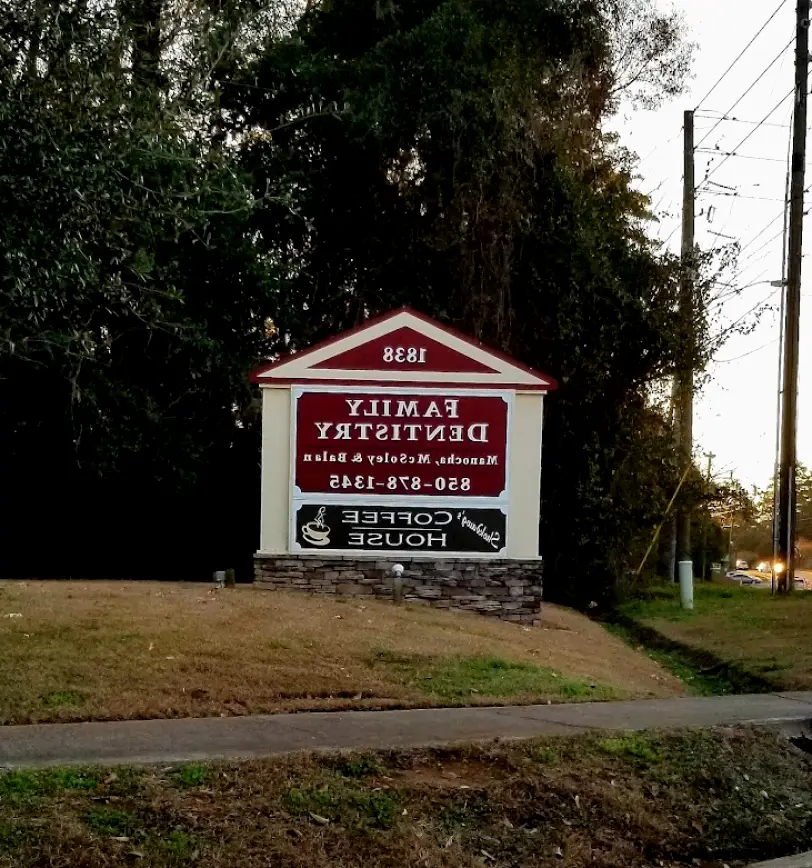 1838
FAMILY
DENTISTRY
Manocha, McSoley & Balan
850-878-1345
COFFEE
HOUSE